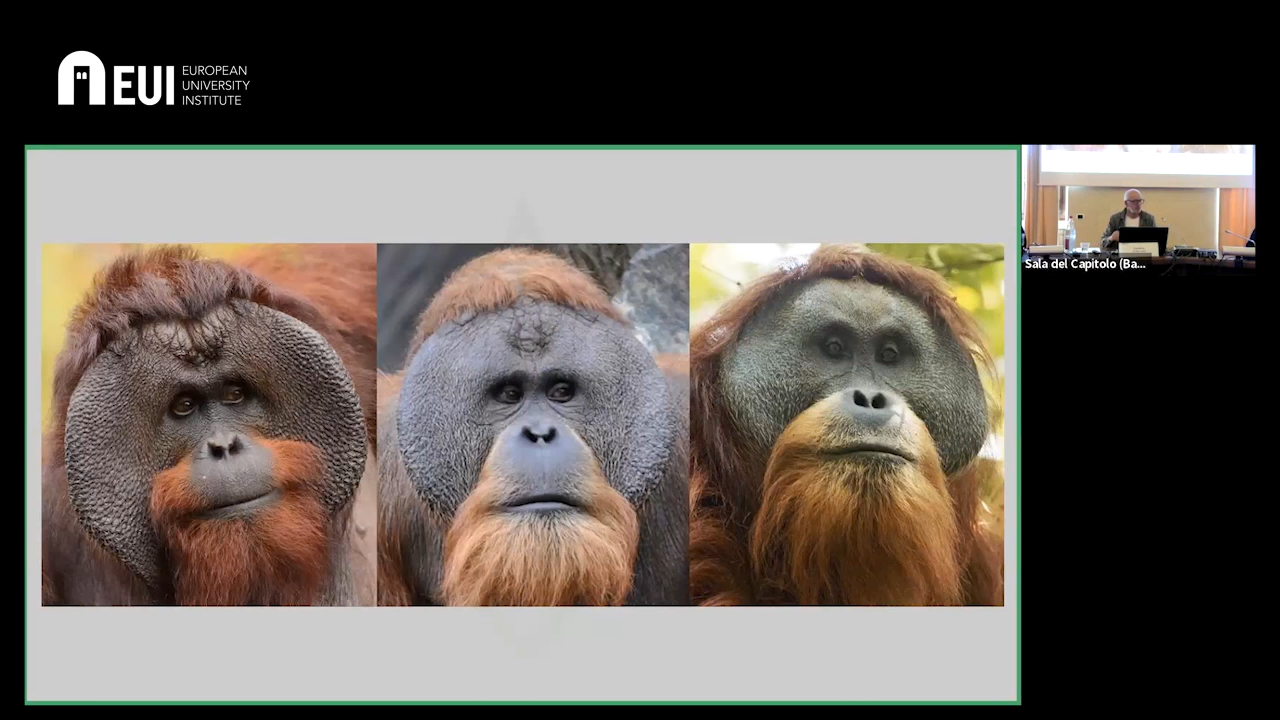 EUI
EUROPEAN
UNIVERSITY
INSTITUTE
Sala del Capitolo (Ba...